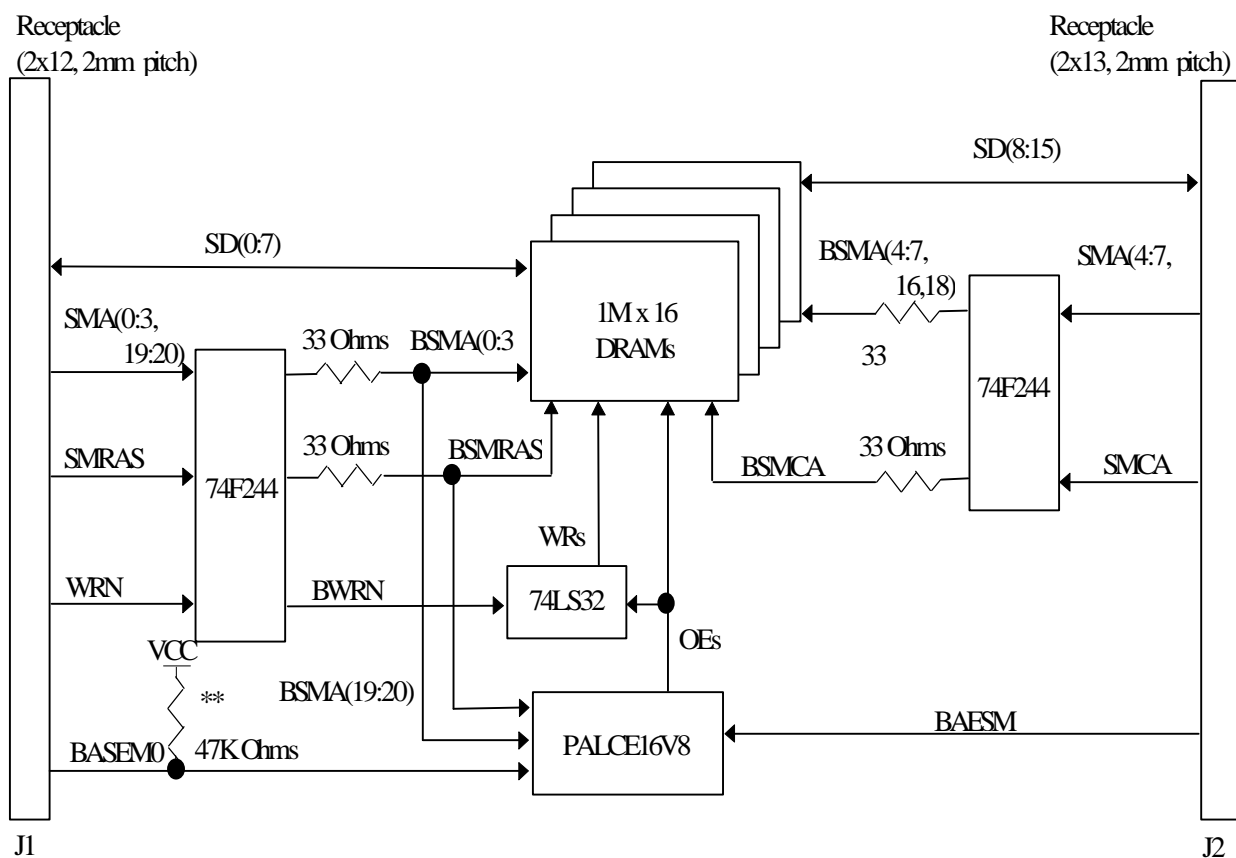 Receptacle
(2x12, 2mm pitch)
Receptacle
(2x13, 2mm pitch)
SD(8:15)
SD(0:7)
BSMA(4:7,
16,18)
SMA(4:7,
SMA(0:3,
19:20)
33 Ohms
BSMA(0:3
1M x 16
DRAMs
33
74F244
SMRAS
74F244
33 Ohms
BSMRAS
BSMCA
33 Ohms
SMCA
WRs
WRN
BWRN
74LS32
OEs
VCC
**
BSMA(19:20)
BASEM0
47K Ohms
PALCE16V8
BAESM
J1
J2